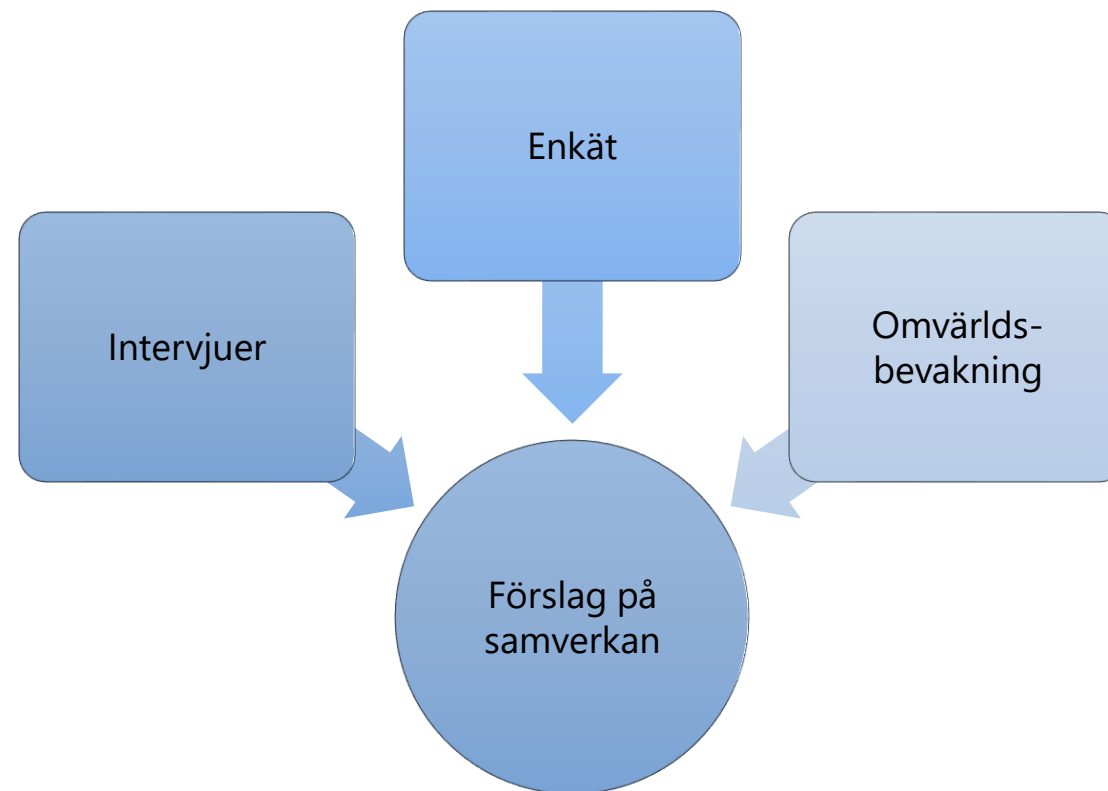 Enkät
Intervjuer
Omvärlds-
bevakning
Förslag på
samverkan